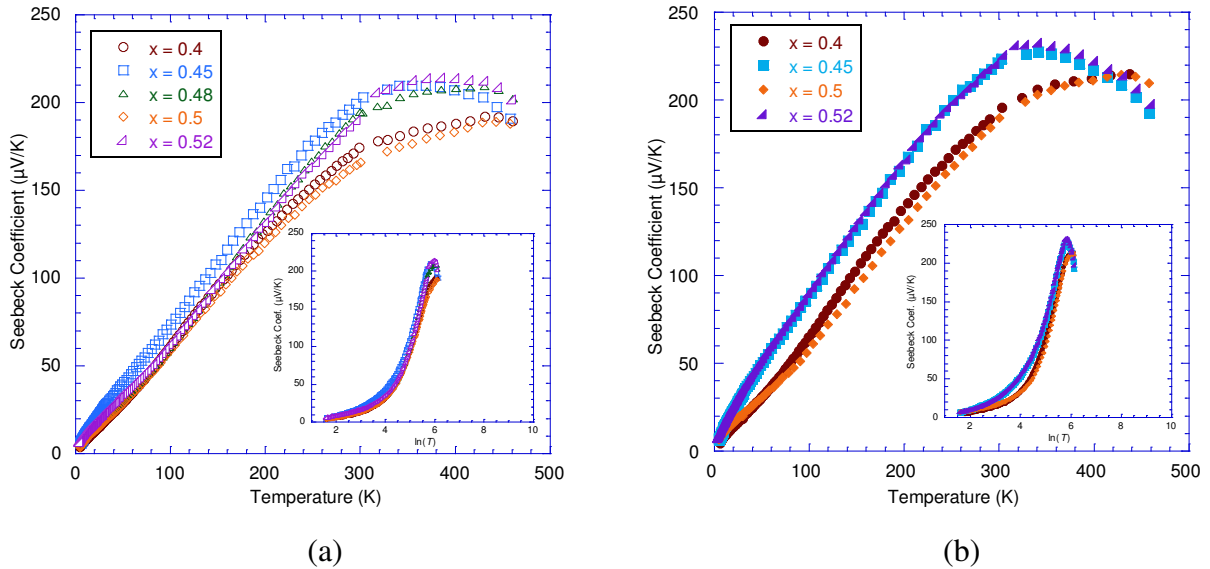 250
200
150
100
50
0
Seebeck Coefficient (µV/K)
x = 0.4
x = 0.45
x = 0.48
x = 0.5
x = 0.52
250
200
150
100
50
0
Seebeck Coef. (µV/K)
2 4 6 8 10
ln(T)
0 100 200 300 400 500
Temperature (K)
(a)
250
200
150
100
50
0
Seebeck Coefficient (µV/K)
x = 0.4
x = 0.45
x = 0.5
x = 0.52
250
200
150
100
50
0
Seebeck Coef. (µV/K)
2 4 6 8 10
ln(T)
0 100 200 300 400 500
Temperature (K)
(b)